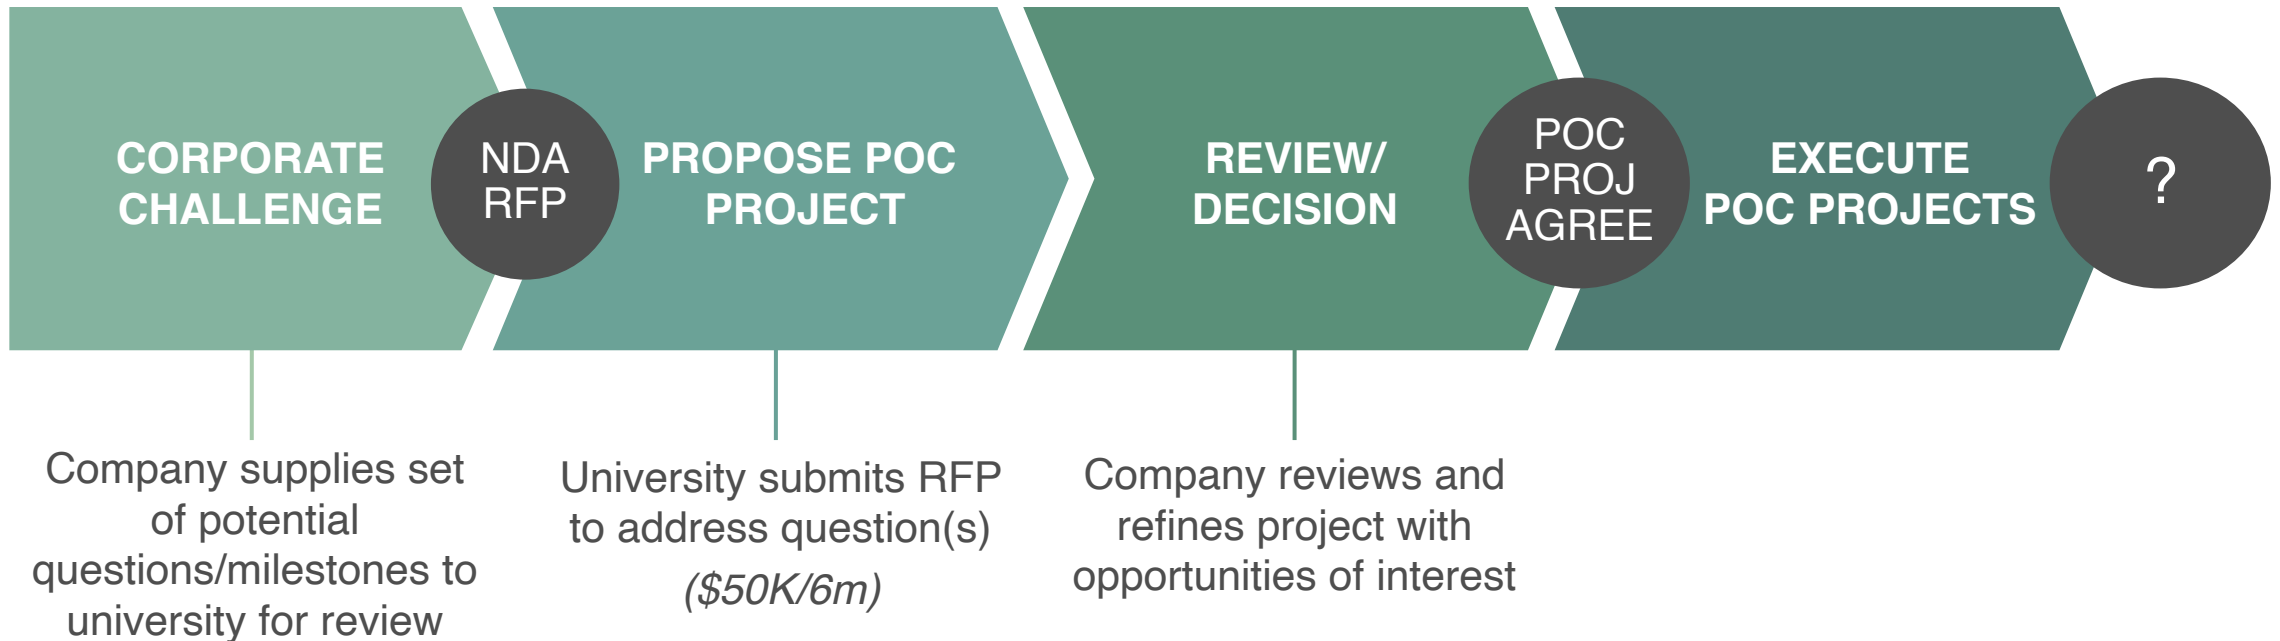 CORPORATE
CHALLENGE
NDA
RFP
PROPOSE POC
PROJECT
REVIEW/
DECISION
POC
PROJ
AGREE
EXECUTE
POC PROJECTS
?
Company supplies set
of potential
questions/milestones to
university for review
University submits RFP
to address question(s)
($50K/6m)
Company reviews and
refines project with
opportunities of interest